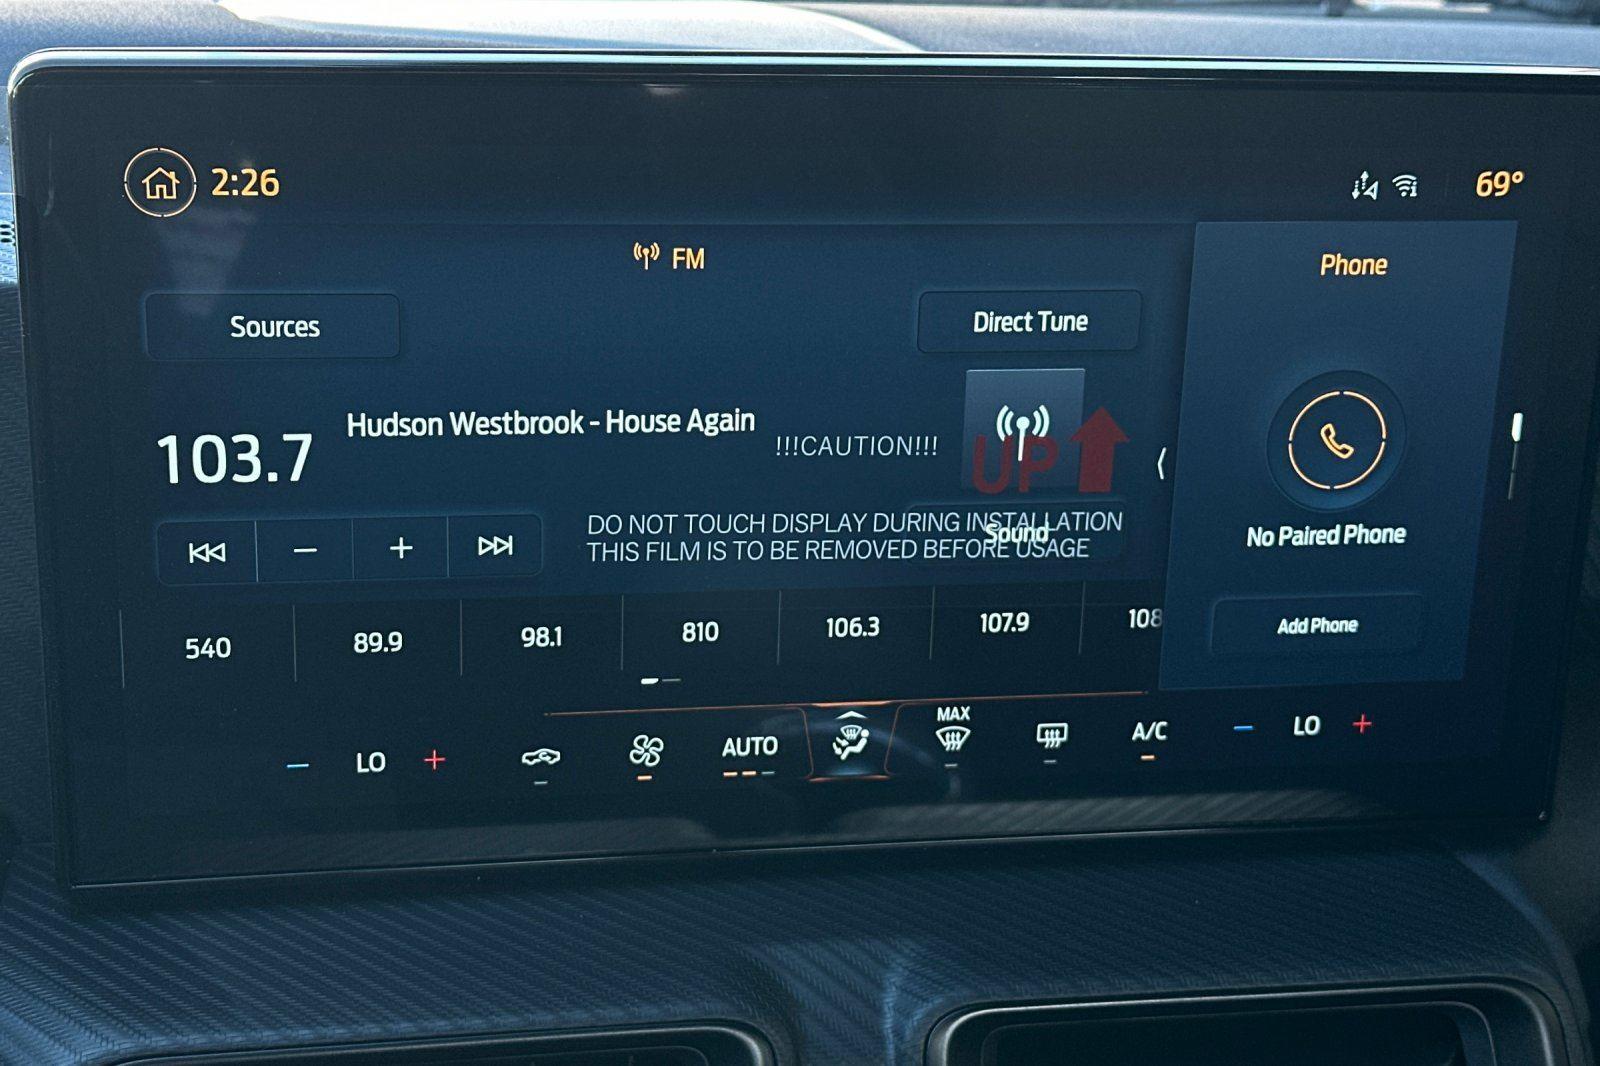 2:26
69°
FM
Phone
Sources
Direct Tune
103.7
Hudson Westbrook - House Again
!!!CAUTION!!!
UP
DO NOT TOUCH DISPLAY DURING INSTALLATION
THIS FILM IS TO BE REMOVED BEFORE USAGE
Sound
No Paired Phone
Add Phone
540 89.9 98.1 810 106.3 107.9 108
LO AUTO MAX A/C LO